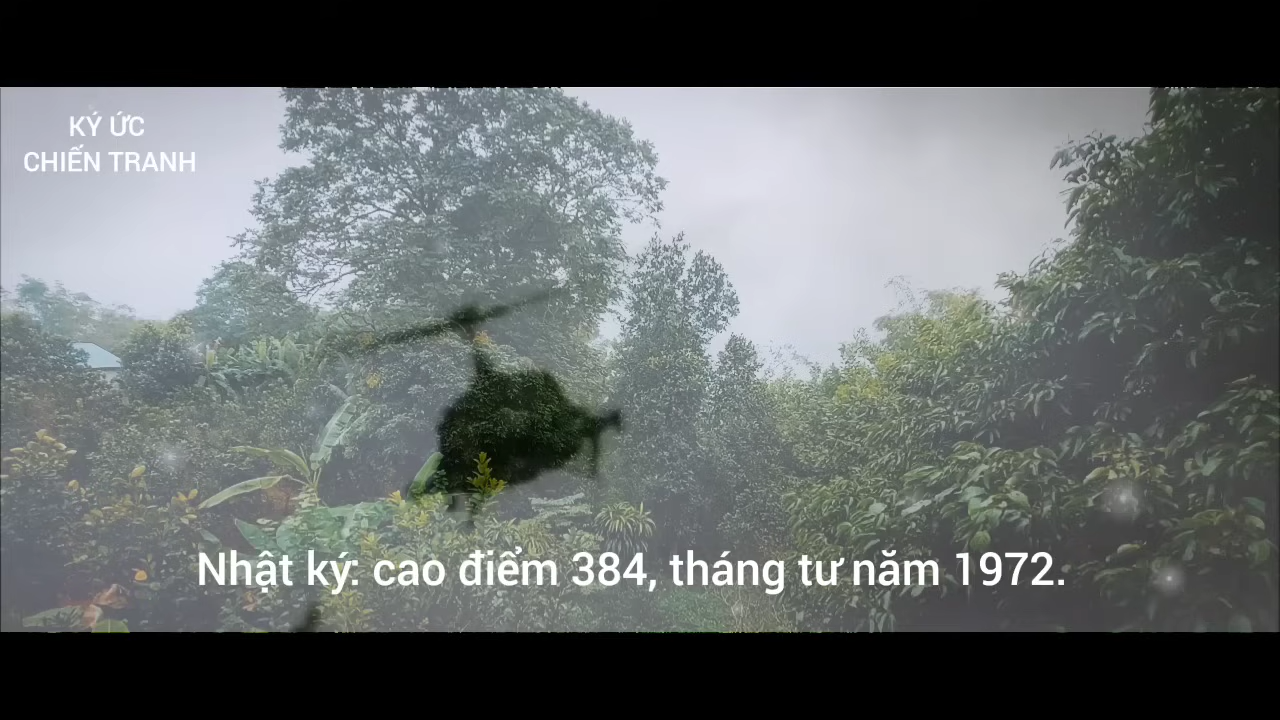 KÝ ỨC
CHIẾN TRANH
Nhật ký: cao điểm 384, tháng tư năm 1972.